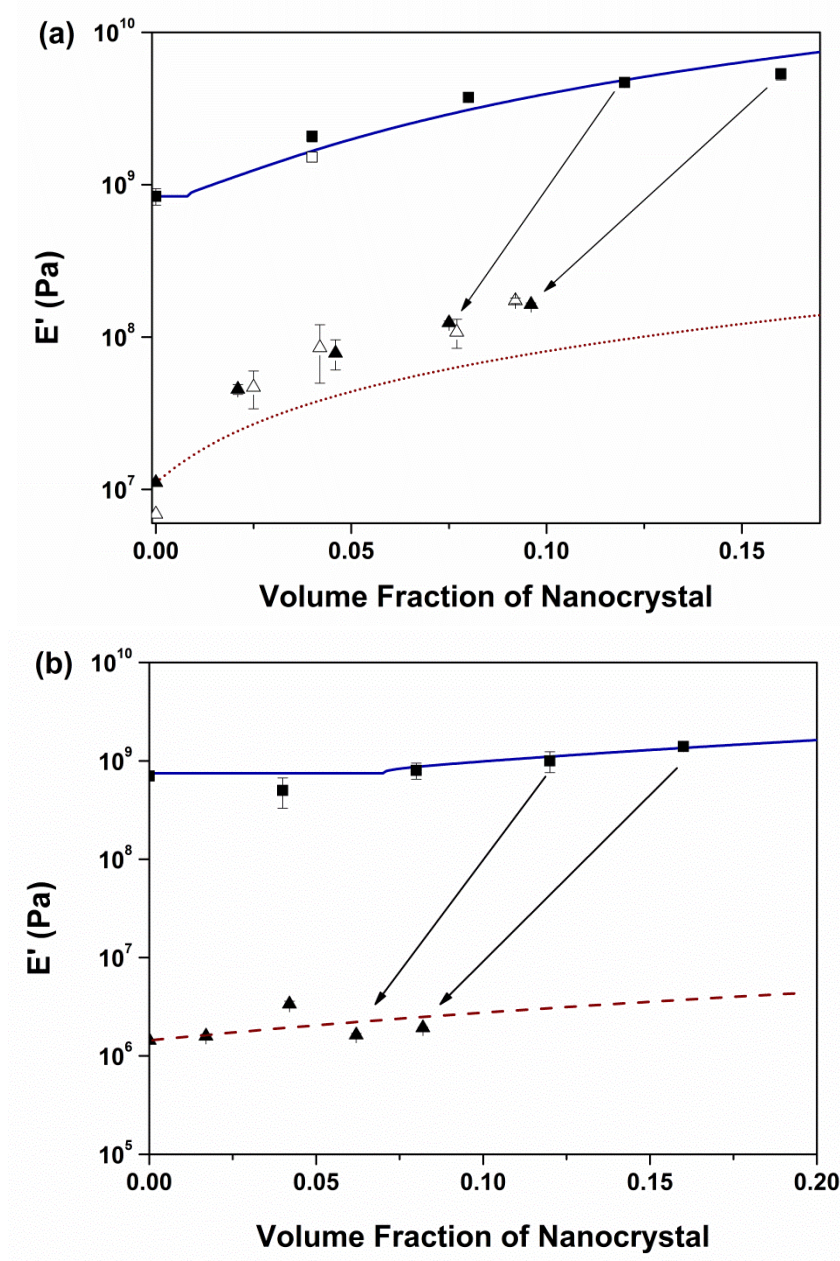 (a)
10^10
10^9
10^8
10^7
E' (Pa)
0.00 0.05 0.10 0.15
Volume Fraction of Nanocrystal
(b)
10^10
10^9
10^8
10^7
10^6
10^5
E' (Pa)
0.00 0.05 0.10 0.15 0.20
Volume Fraction of Nanocrystal